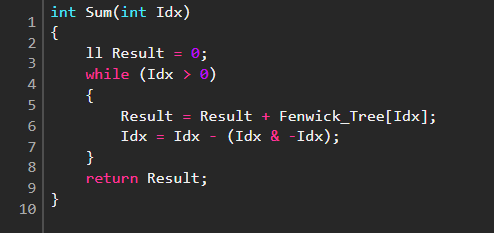 1 int Sum(int Idx)
2 {
3     ll Result = 0;
4     while (Idx > 0)
5     {
6         Result = Result + Fenwick_Tree[Idx];
7         Idx = Idx - (Idx & -Idx);
8     }
9     return Result;
10 }